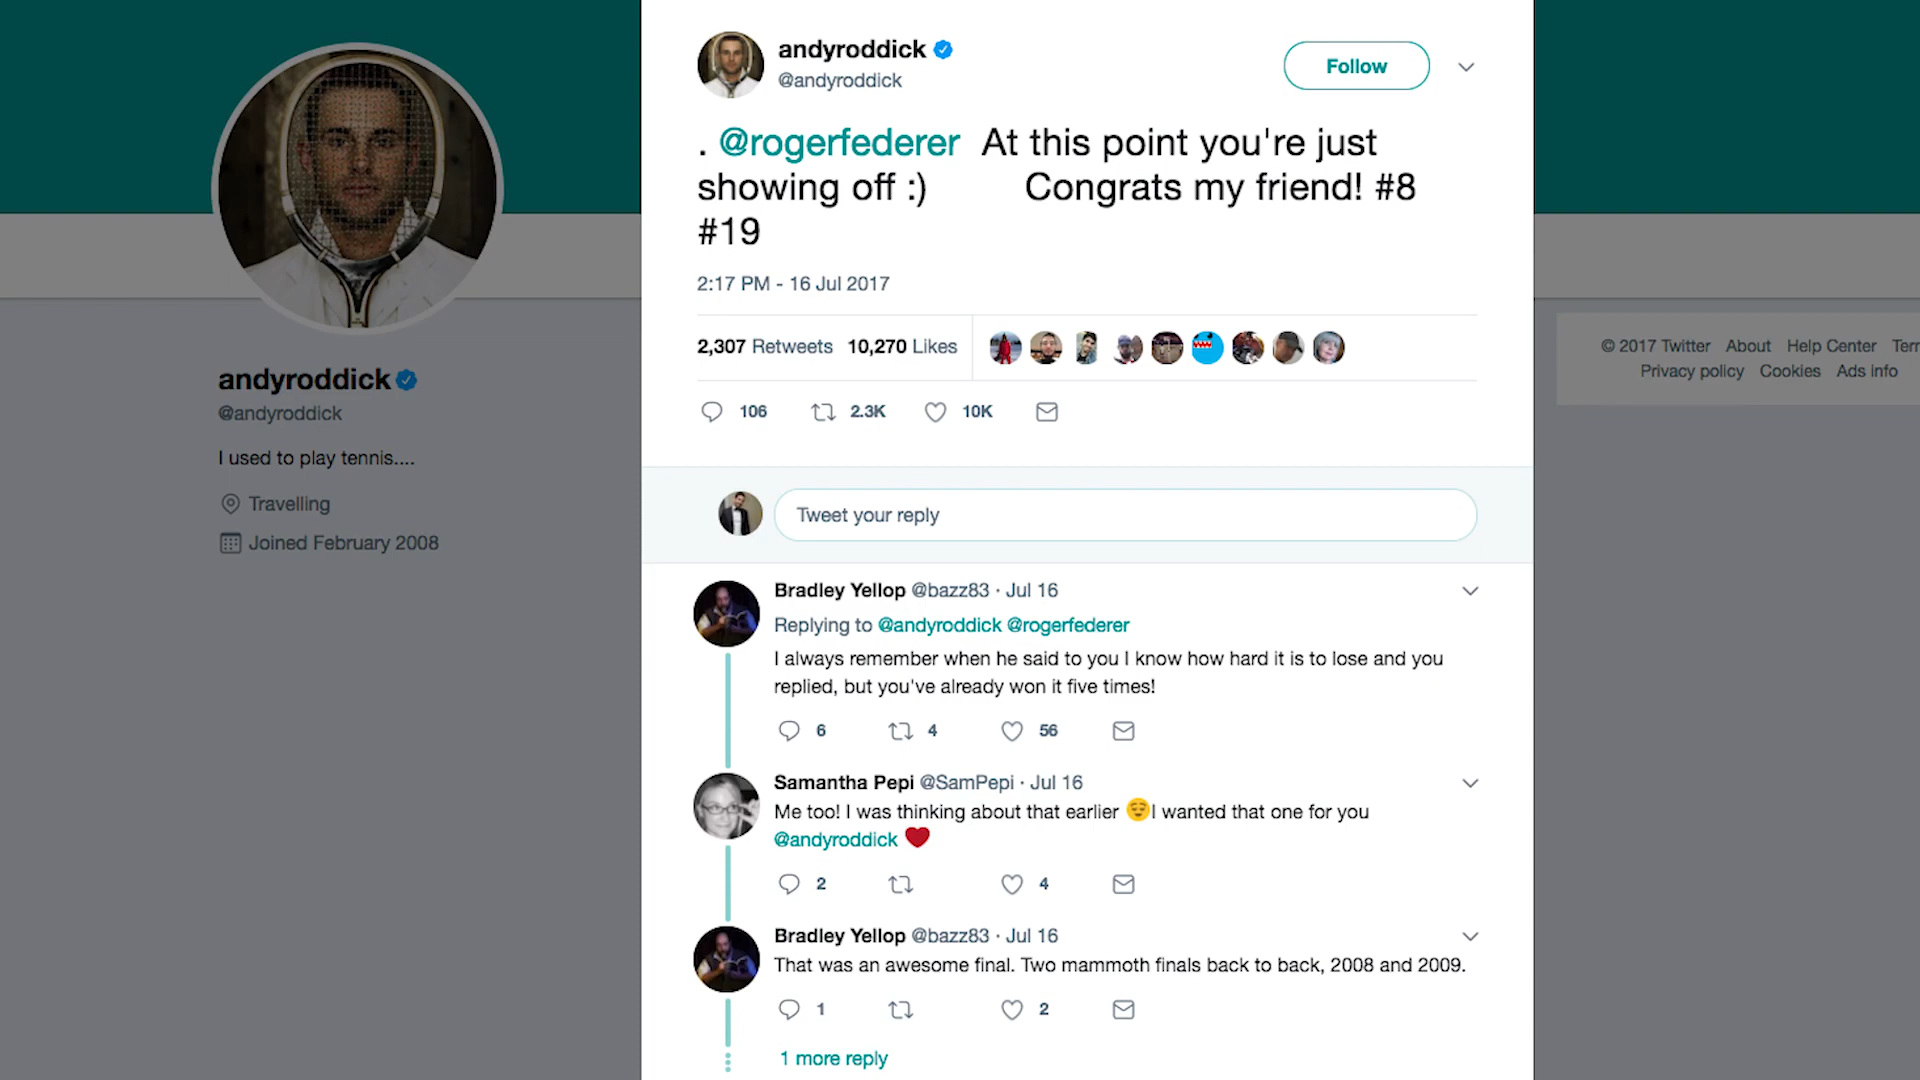 andyroddick
@andyroddick
Follow
. @rogerfederer At this point you're just
showing off :) Congrats my friend! #8
#19
2:17 PM - 16 Jul 2017
2,307 Retweets 10,270 Likes
106 2.3K 10K
Tweet your reply
Bradley Yellop @bazz83 · Jul 16
Replying to @andyroddick @rogerfederer
I always remember when he said to you I know how hard it is to lose and you
replied, but you've already won it five times!
6 4 56
Samantha Pepi @SamPepi · Jul 16
Me too! I was thinking about that earlier 😌I wanted that one for you
@andyroddick ❤️
2 4
Bradley Yellop @bazz83 · Jul 16
That was an awesome final. Two mammoth finals back to back, 2008 and 2009.
1 2
1 more reply
andyroddick
@andyroddick
I used to play tennis....
Travelling
Joined February 2008
© 2017 Twitter About Help Center
Privacy policy Cookies Ads info